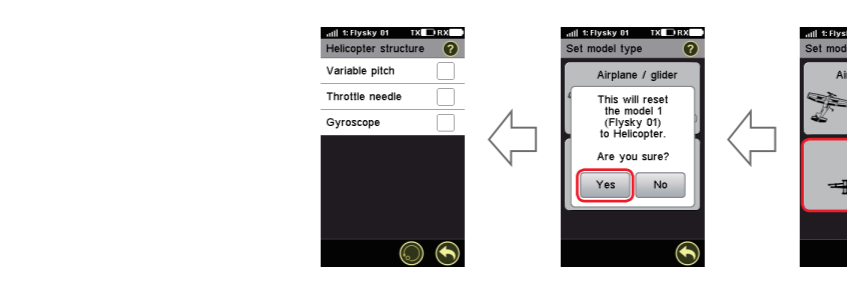 1: Flysky 01 TX RX
Helicopter structure ?
Variable pitch
Throttle needle
Gyroscope
1: Flysky 01 TX RX
Set model type ?
Airplane / glider
This will reset
the model 1
(Flysky 01)
to Helicopter.
Are you sure?
Yes No
1: Flys
Set mod
Ai